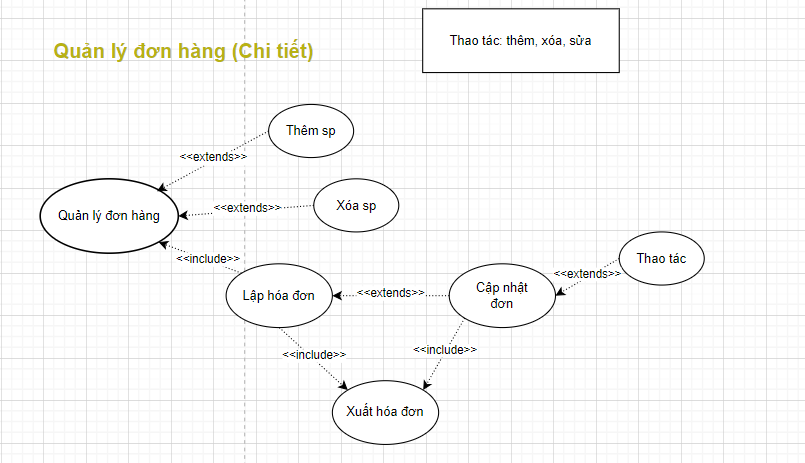 Thao tác: thêm, xóa, sửa
Quản lý đơn hàng (Chi tiết)
Thêm sp
<<extends>>
Xóa sp
<<extends>>
Quản lý đơn hàng
<<include>>
Thao tác
<<extends>>
Lập hóa đơn
<<extends>>
Cập nhật
đơn
<<include>>
<<include>>
Xuất hóa đơn